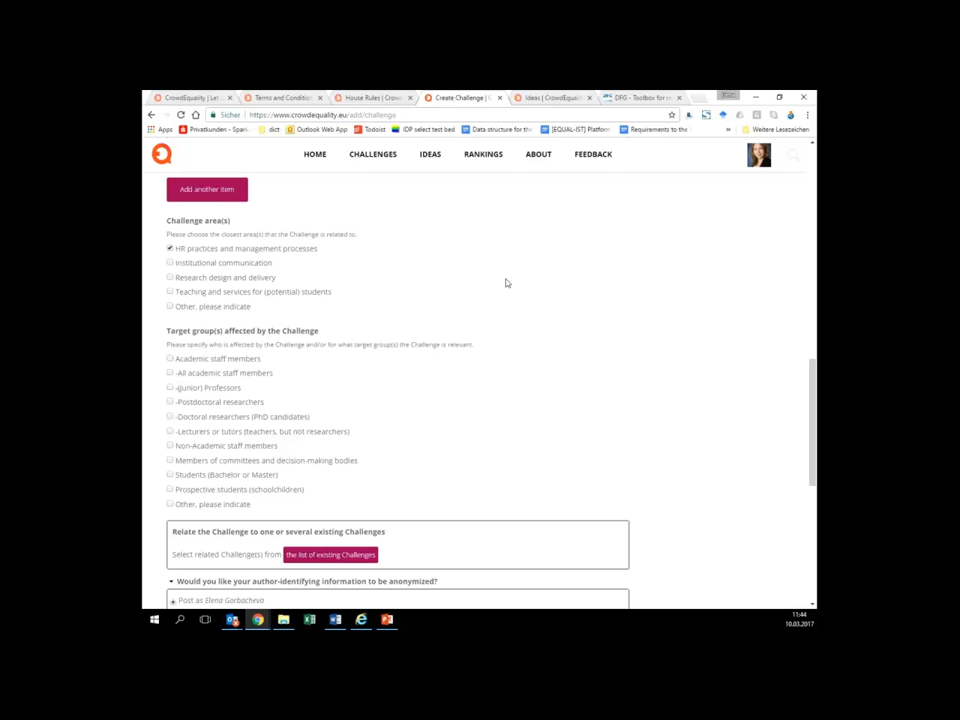 CrowdEquality | Let
Terms and Condition
House Rules | Crow
Create Challenge | C
Ideas | CrowdEqual
DFG - Toolbox for re
Sicher
https://www.crowdequality.eu/add/challenge
Apps
Privatkunden - Spar
dict
Outlook Web App
Todoist
IDP select test bed
Data structure for the
[EQUAL-IST] Platform
Requirements to the
»
Weitere Lesezeichen
HOME
CHALLENGES
IDEAS
RANKINGS
ABOUT
FEEDBACK
Add another item
Challenge area(s)
Please choose the closest area(s) that the Challenge is related to.
HR practices and management processes
Institutional communication
Research design and delivery
Teaching and services for (potential) students
Other, please indicate
Target group(s) affected by the Challenge
Please specify who is affected by the Challenge and/or for what target group(s) the Challenge is relevant.
Academic staff members
-All academic staff members
-(Junior) Professors
-Postdoctoral researchers
-Doctoral researchers (PhD candidates)
-Lecturers or tutors (teachers, but not researchers)
Non-Academic staff members
Members of committees and decision-making bodies
Students (Bachelor or Master)
Prospective students (schoolchildren)
Other, please indicate
Relate the Challenge to one or several existing Challenges
Select related Challenge(s) from the list of existing Challenges
Would you like your author-identifying information to be anonymized?
Post as Elena Gorbacheva
11:44
10.03.2017